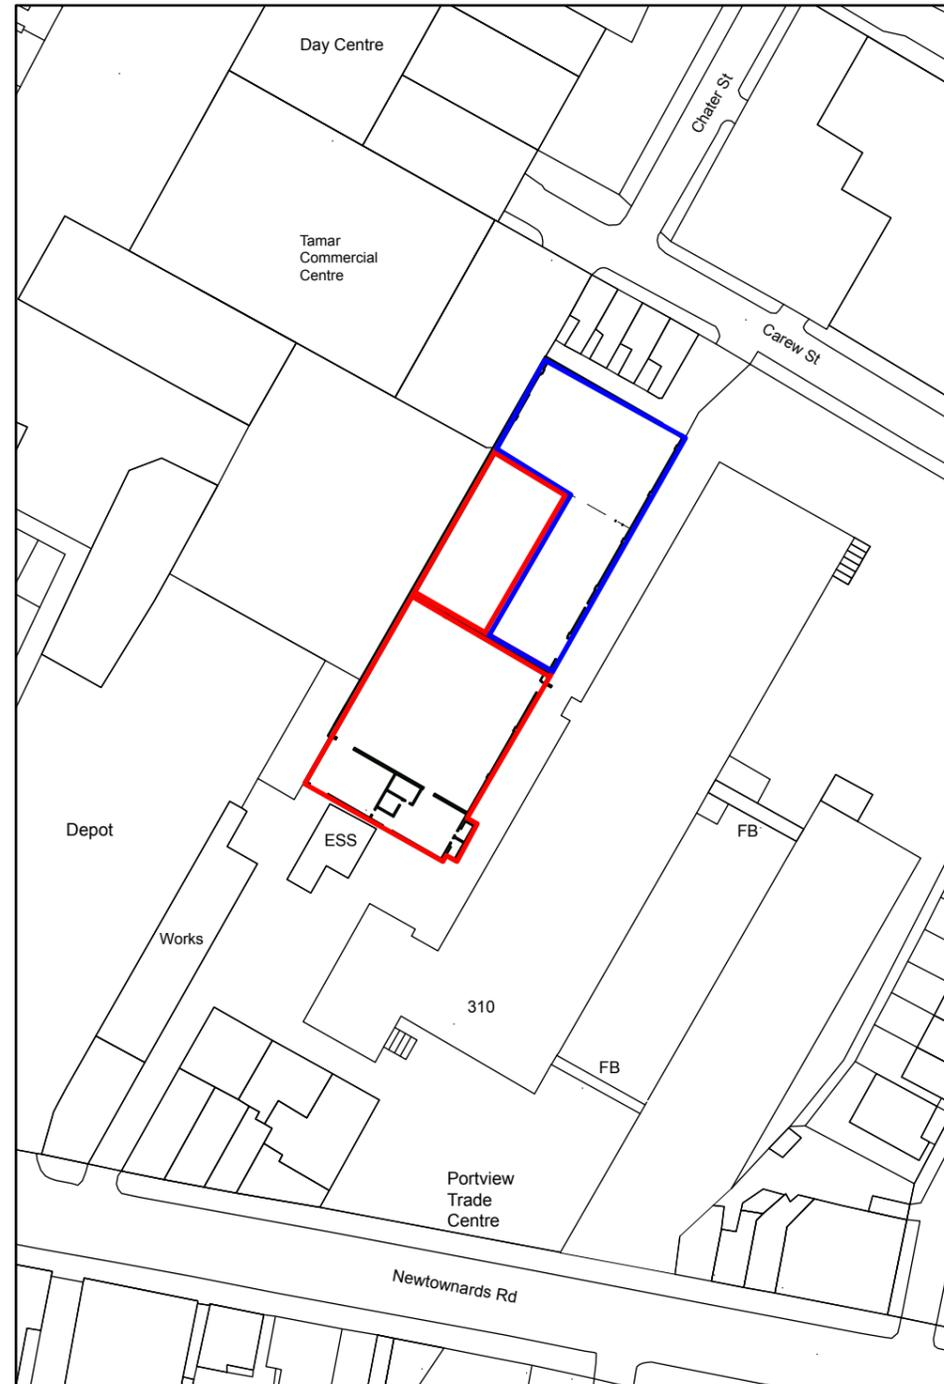 Day Centre
Chater St
Tamar
Commercial
Centre
Carew St
Depot
ESS
FB
Works
310
FB
Portview
Trade
Centre
Newtownards Rd